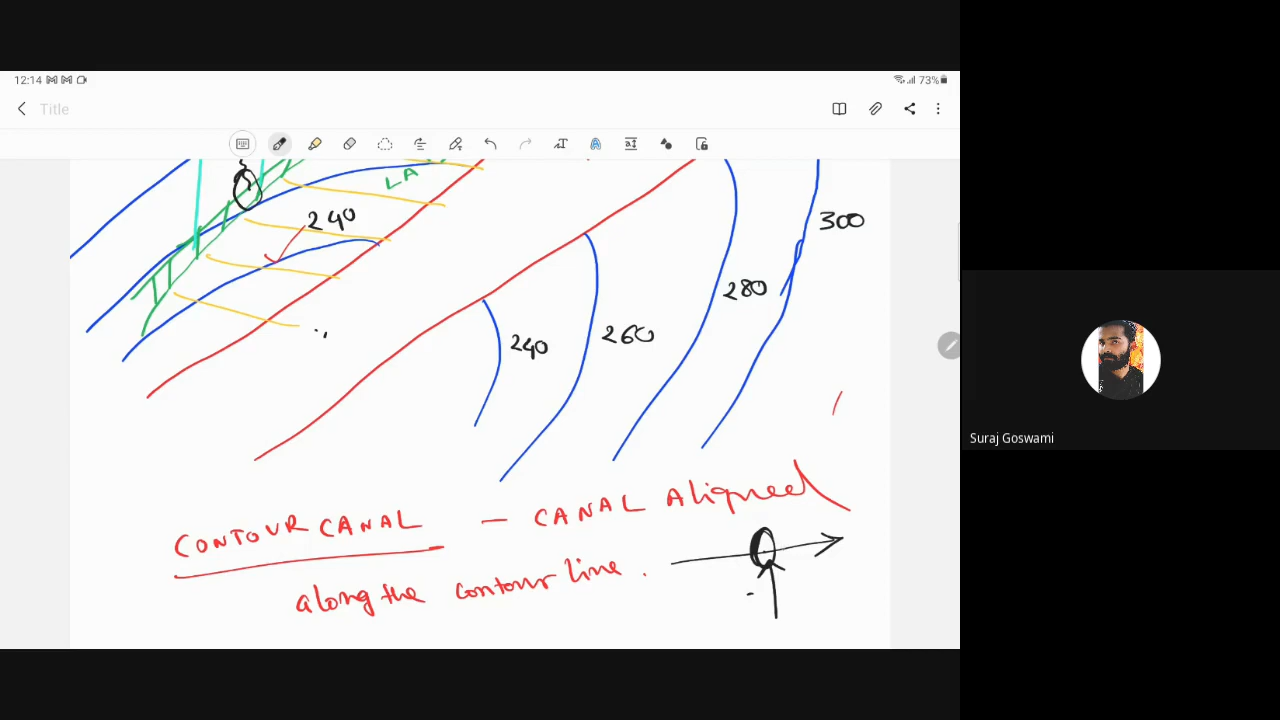 12:14
73%
Title
LA
240
300
280
260
240
CONTOUR CANAL — CANAL Aligned
along the contour line.
Suraj Goswami